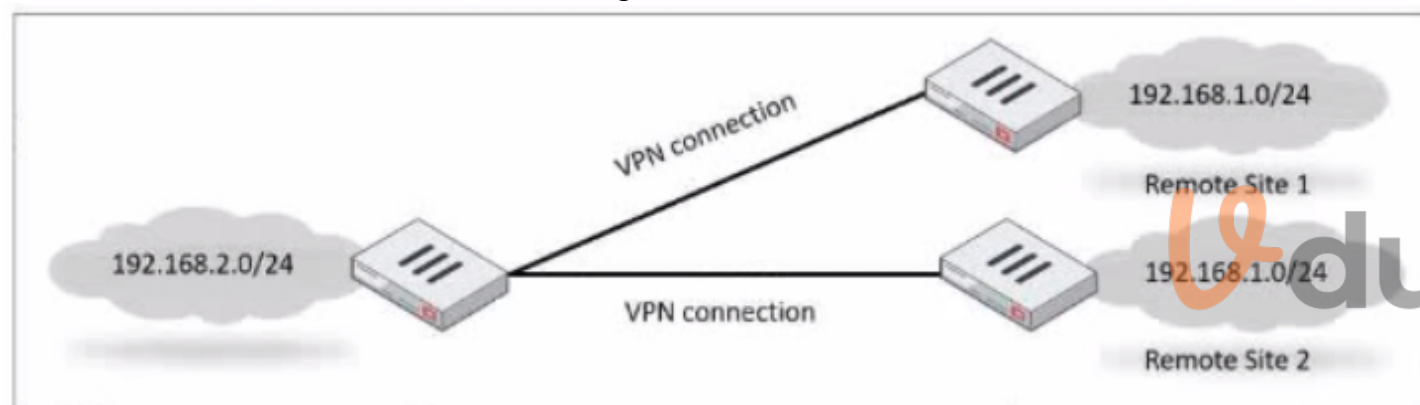 VPN connection
192.168.1.0/24
Remote Site 1
192.168.2.0/24
VPN connection
192.168.1.0/24
Remote Site 2